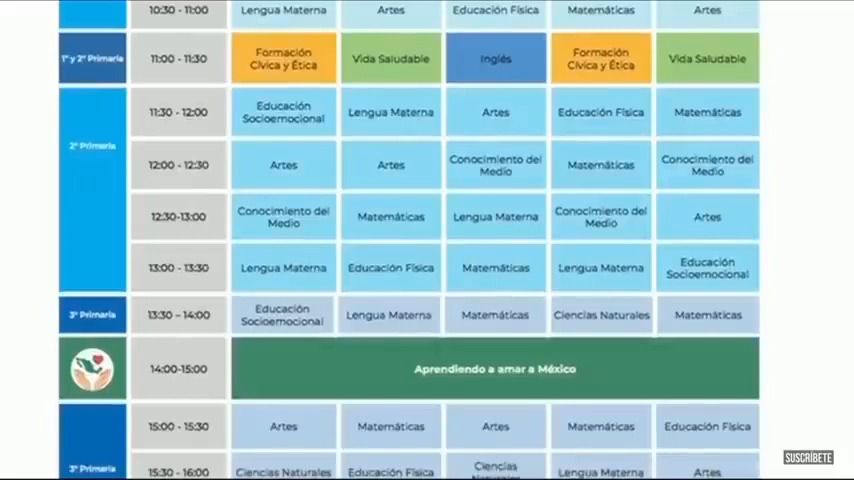 10:30 - 11:00 Lengua Materna Artes Educación Física Matemáticas Artes
1° y 2° Primaria 11:00 - 11:30 Formación Cívica y Ética Vida Saludable Inglés Formación Cívica y Ética Vida Saludable
11:30 - 12:00 Educación Socioemocional Lengua Materna Artes Educación Física Matemáticas
2° Primaria
12:00 - 12:30 Artes Artes Conocimiento del Medio Matemáticas Conocimiento del Medio
12:30-13:00 Conocimiento del Medio Matemáticas Lengua Materna Conocimiento del Medio Artes
13:00 - 13:30 Lengua Materna Educación Física Matemáticas Lengua Materna Educación Socioemocional
3° Primaria 13:30 – 14:00 Educación Socioemocional Lengua Materna Matemáticas Ciencias Naturales Matemáticas
14:00-15:00 Aprendiendo a amar a México
15:00 - 15:30 Artes Matemáticas Artes Matemáticas Educación Física
3° Primaria 15:30 - 16:00 Ciencias Naturales Educación Física Ciencias Naturales Lengua Materna Artes
SUSCRÍBETE